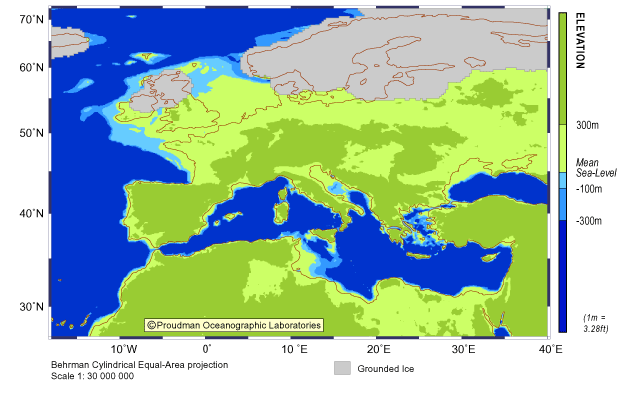 70˚N
60˚N
50˚N
40˚N
30˚N
10˚W
0˚
10˚E
20˚E
30˚E
40˚E
©Proudman Oceanographic Laboratories
ELEVATION
300m
Mean
Sea-Level
-100m
-300m
(1m =
3.28ft)
Behrman Cylindrical Equal-Area projection
Scale 1: 30 000 000
Grounded Ice